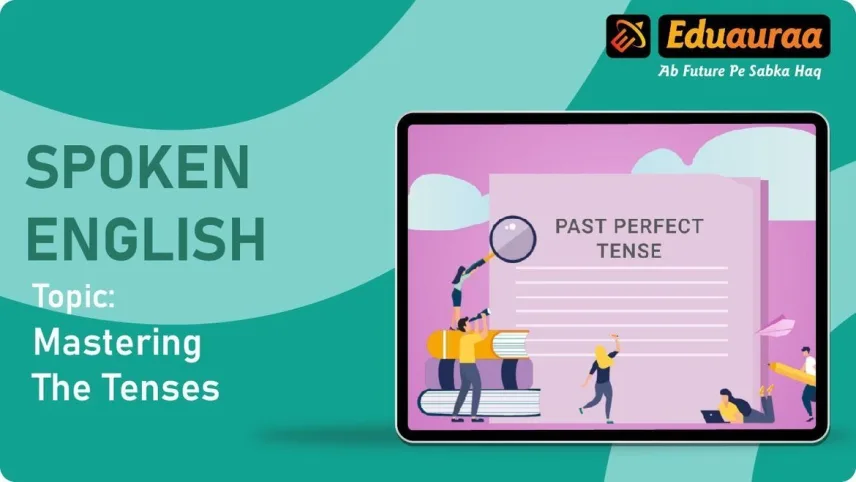 Eduauraa
Ab Future Pe Sabka Haq
SPOKEN
ENGLISH
Topic:
Mastering
The Tenses
PAST PERFECT
TENSE